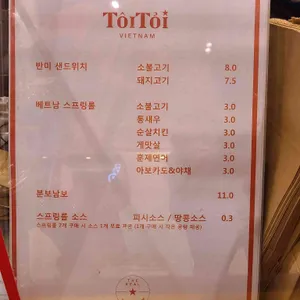 TôiTỏi
VIETNAM
반미 샌드위치 소불고기 8.0
돼지고기 7.5
베트남 스프링롤 소불고기 3.0
통새우 3.0
순살치킨 3.0
게맛살 3.0
훈제연어 3.0
아보카도&야채 3.0
분보남보 11.0
스프링롤 소스 피시소스 / 땅콩소스 0.3
THE REAL